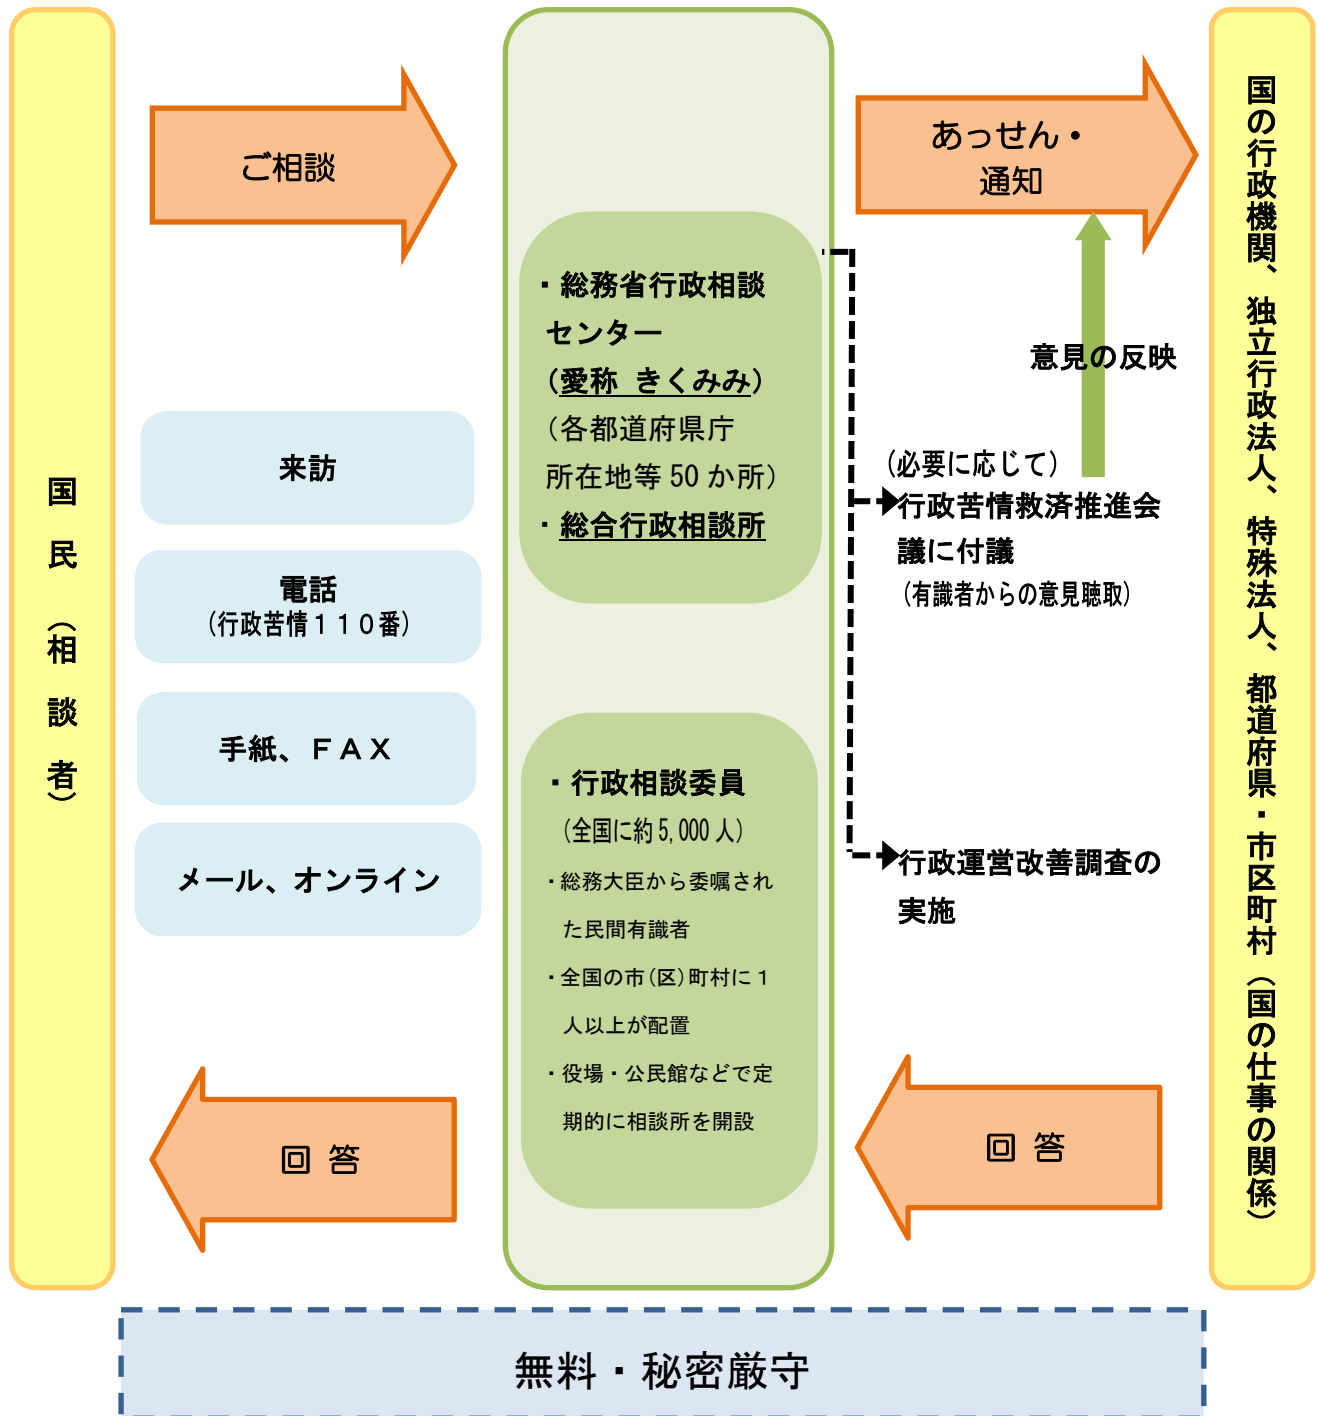 国民（相談者）
ご相談
来訪
電話
（行政苦情１１０番）
手紙、ＦＡＸ
メール、オンライン
回 答
・総務省行政相談
センター
（愛称 きくみみ）
（各都道府県庁
所在地等 50 か所）
・総合行政相談所
・行政相談委員
（全国に約 5,000 人）
・総務大臣から委嘱され
た民間有識者
・全国の市(区)町村に１
人以上が配置
・役場・公民館などで定
期的に相談所を開設
あっせん・
通知
意見の反映
（必要に応じて）
行政苦情救済推進会
議に付議
（有識者からの意見聴取）
行政運営改善調査の
実施
回 答
国の行政機関、独立行政法人、特殊法人、都道府県・市区町村（国の仕事の関係）
無料・秘密厳守